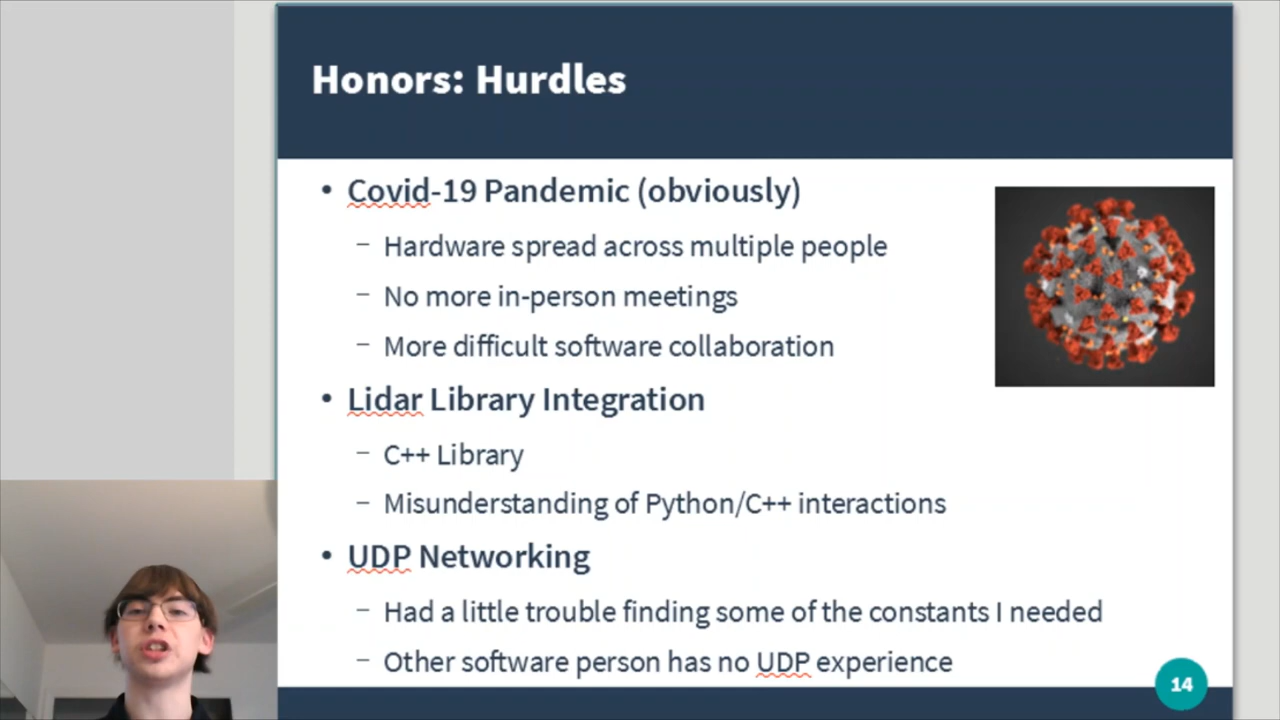 Honors: Hurdles
• Covid-19 Pandemic (obviously)
– Hardware spread across multiple people
– No more in-person meetings
– More difficult software collaboration
• Lidar Library Integration
– C++ Library
– Misunderstanding of Python/C++ interactions
• UDP Networking
– Had a little trouble finding some of the constants I needed
– Other software person has no UDP experience
14